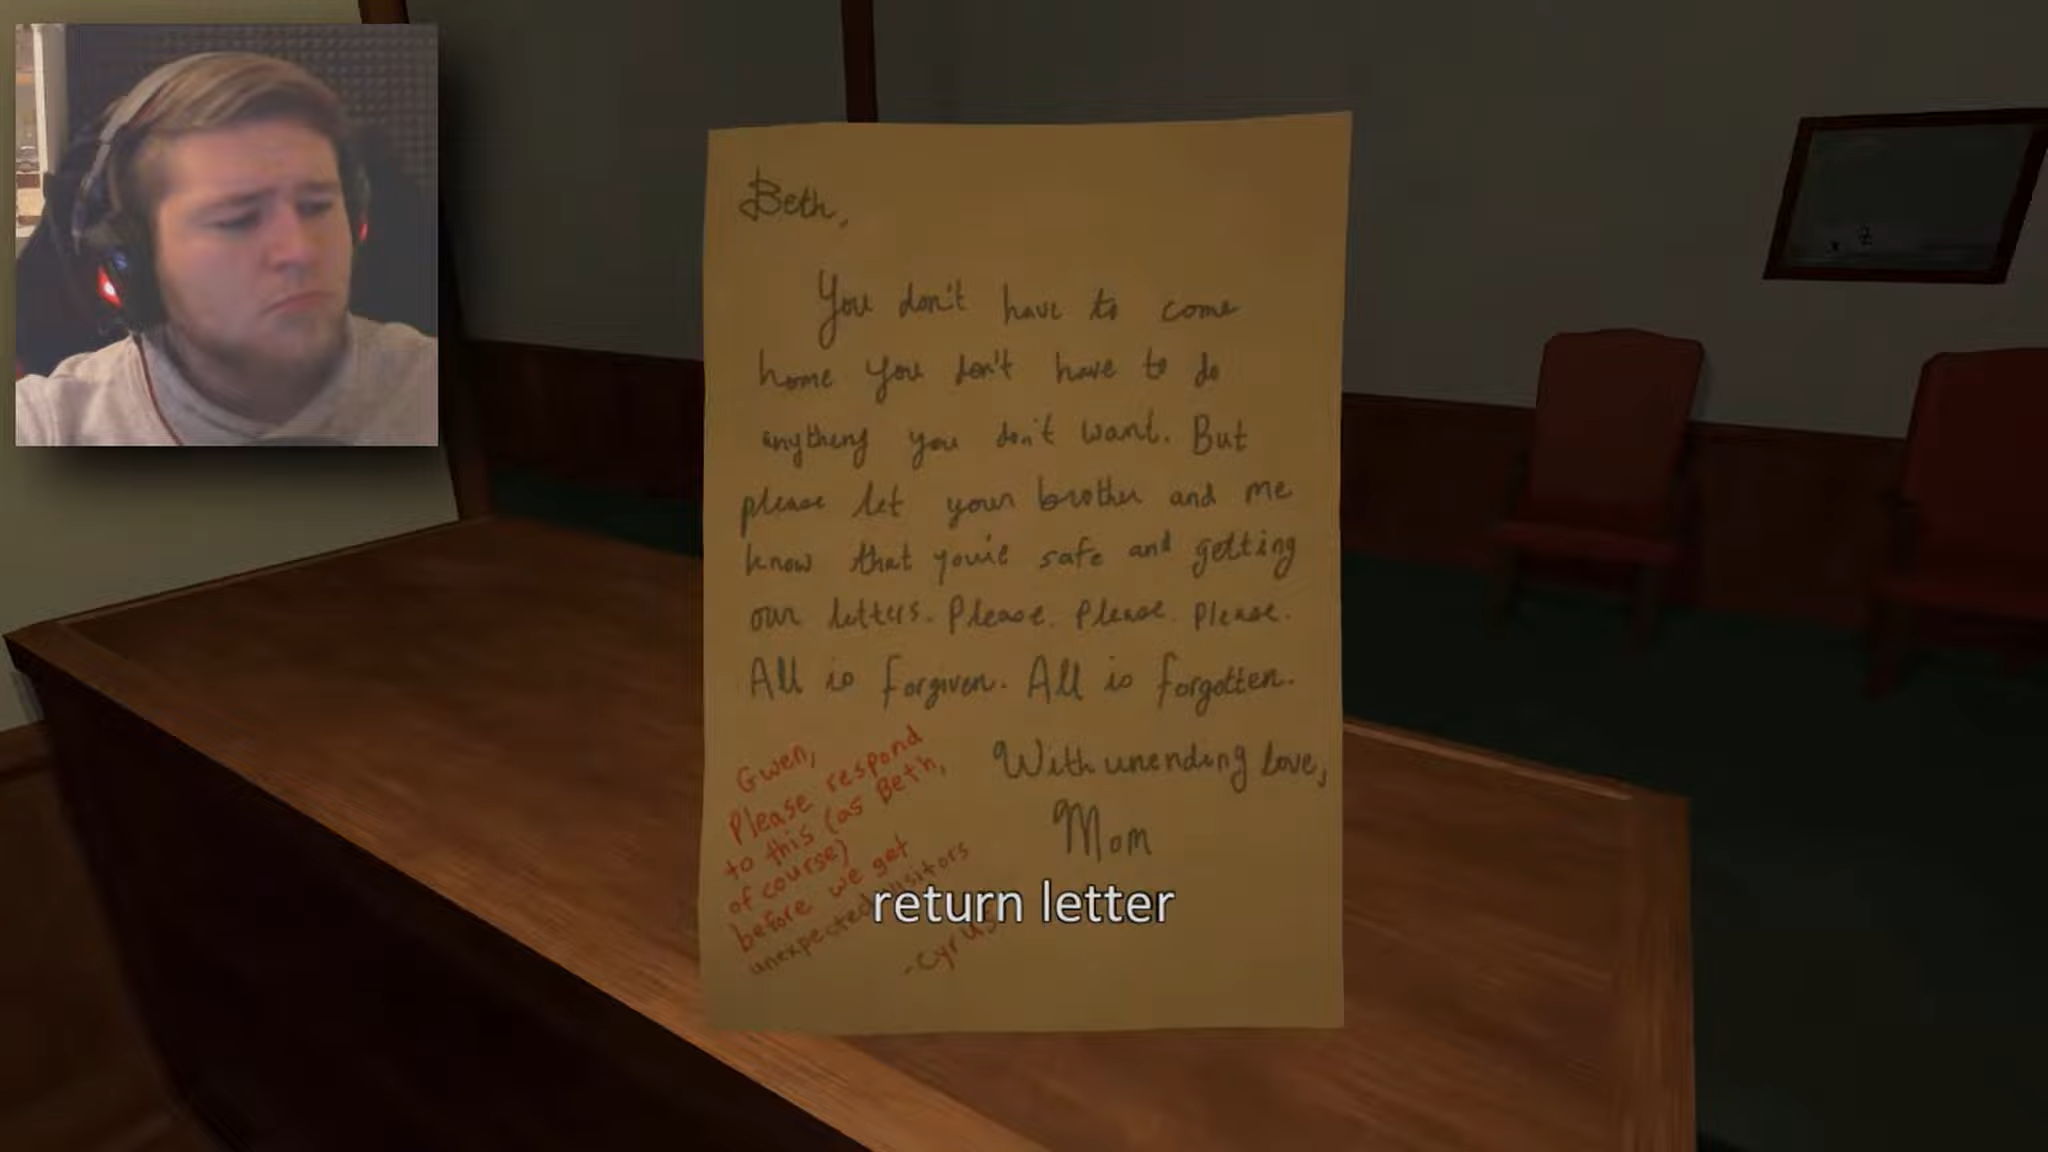 Beth,
You don't have to come
home you don't have to do
anything you don't want. But
please let your brother and me
know that you're safe and getting
our letters. Please. Please. Please.
All is forgiven. All is forgotten.
With unending love,
Mom
Gwen,
Please respond
to this (as Beth,
of course)
before we get
unexpected visitors
-Cyrus
return letter